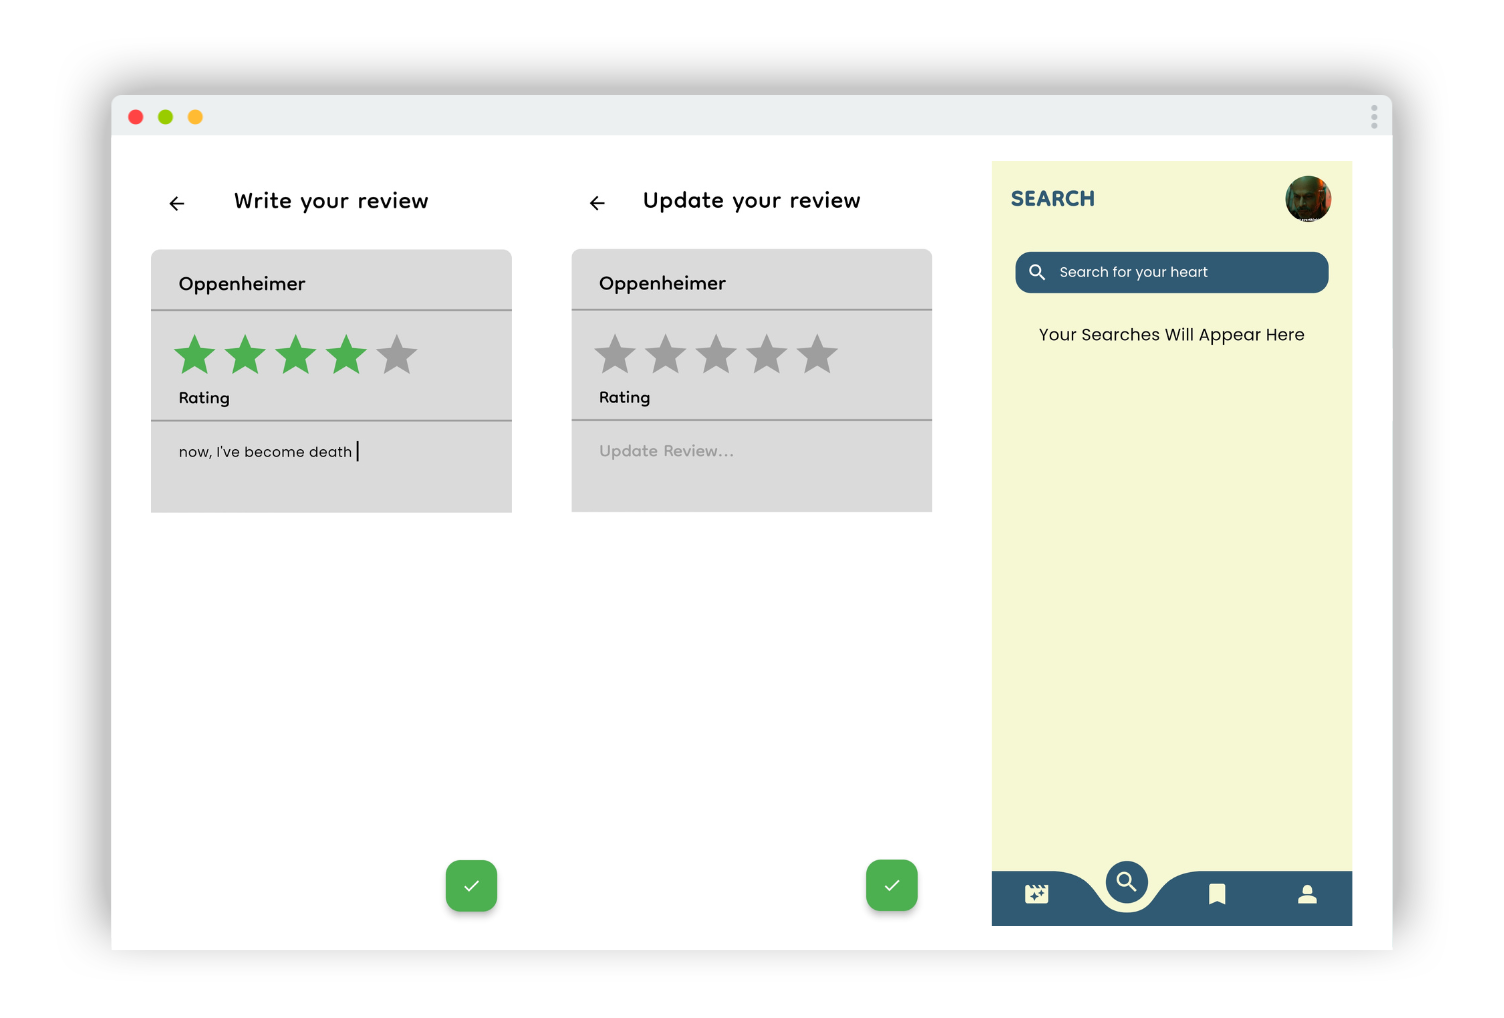 Write your review
Oppenheimer
Rating
now, I've become death
Update your review
Oppenheimer
Rating
Update Review...
SEARCH
Search for your heart
Your Searches Will Appear Here